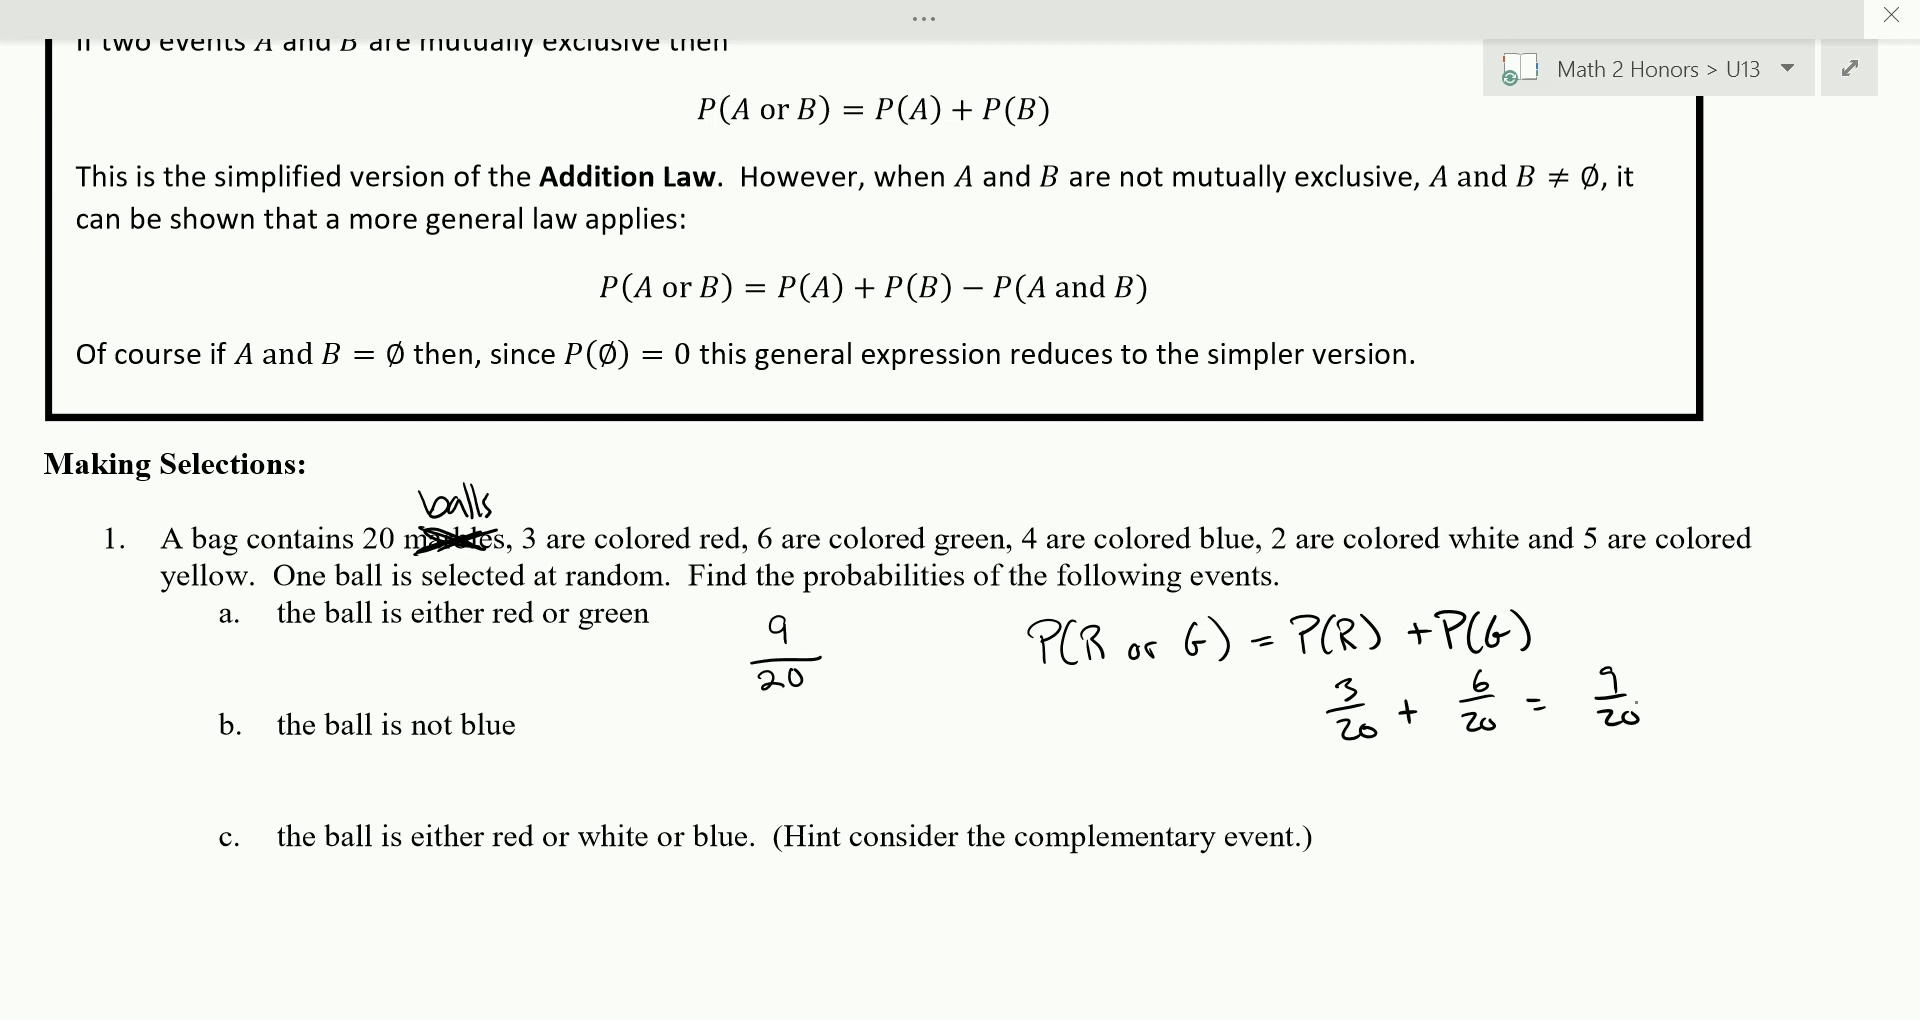 If two events A and B are mutually exclusive then
Math 2 Honors > U13
P(A or B) = P(A) + P(B)
This is the simplified version of the Addition Law. However, when A and B are not mutually exclusive, A and B ≠ ∅, it
can be shown that a more general law applies:
P(A or B) = P(A) + P(B) − P(A and B)
Of course if A and B = ∅ then, since P(∅) = 0 this general expression reduces to the simpler version.
Making Selections:
balls
1. A bag contains 20 marbles, 3 are colored red, 6 are colored green, 4 are colored blue, 2 are colored white and 5 are colored
yellow. One ball is selected at random. Find the probabilities of the following events.
a. the ball is either red or green
9/20
P(R or G) = P(R) + P(G)
3/20 + 6/20 = 9/20
b. the ball is not blue
c. the ball is either red or white or blue. (Hint consider the complementary event.)